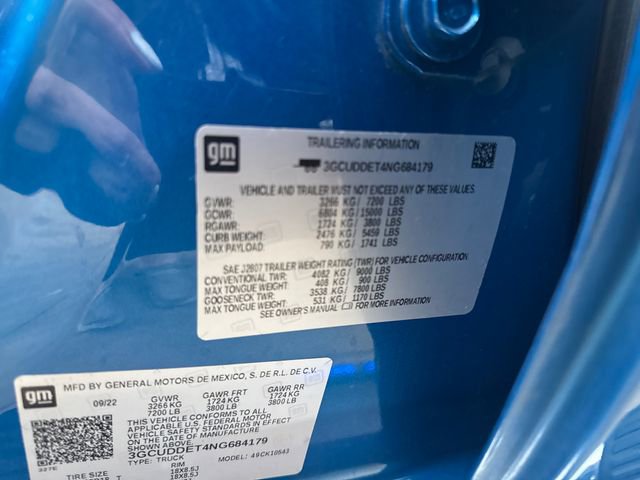 gm
TRAILERING INFORMATION
3GCUDDET4NG684179
VEHICLE AND TRAILER MUST NOT EXCEED ANY OF THESE VALUES.
GVWR: 3266 KG / 7200 LBS
GCWR: 6804 KG / 15000 LBS
RGAWR: 1724 KG / 3800 LBS
CURB WEIGHT: 2476 KG / 5459 LBS
MAX PAYLOAD: 790 KG / 1741 LBS
SAE J2807 TRAILER WEIGHT RATING (TWR) FOR VEHICLE CONFIGURATION
CONVENTIONAL TWR: 4082 KG / 9000 LBS
MAX TONGUE WEIGHT: 408 KG / 900 LBS
GOOSENECK TWR: 3538 KG / 7800 LBS
MAX TONGUE WEIGHT: 531 KG / 1170 LBS
SEE OWNER'S MANUAL FOR MORE INFORMATION
gm
MFD BY GENERAL MOTORS DE MEXICO, S. DE R.L. DE C.V.
09/22 GVWR GAWR FRT GAWR RR
3266 KG 1724 KG 1724 KG
7200 LB 3800 LB 3800 LB
THIS VEHICLE CONFORMS TO ALL
APPLICABLE U.S. FEDERAL MOTOR
VEHICLE SAFETY STANDARDS IN EFFECT
ON THE DATE OF MANUFACTURE
3GCUDDET4NG684179
TYPE: TRUCK MODEL: 49CK10543
TIRE SIZE RIM
18X8.5J
18X8.5J